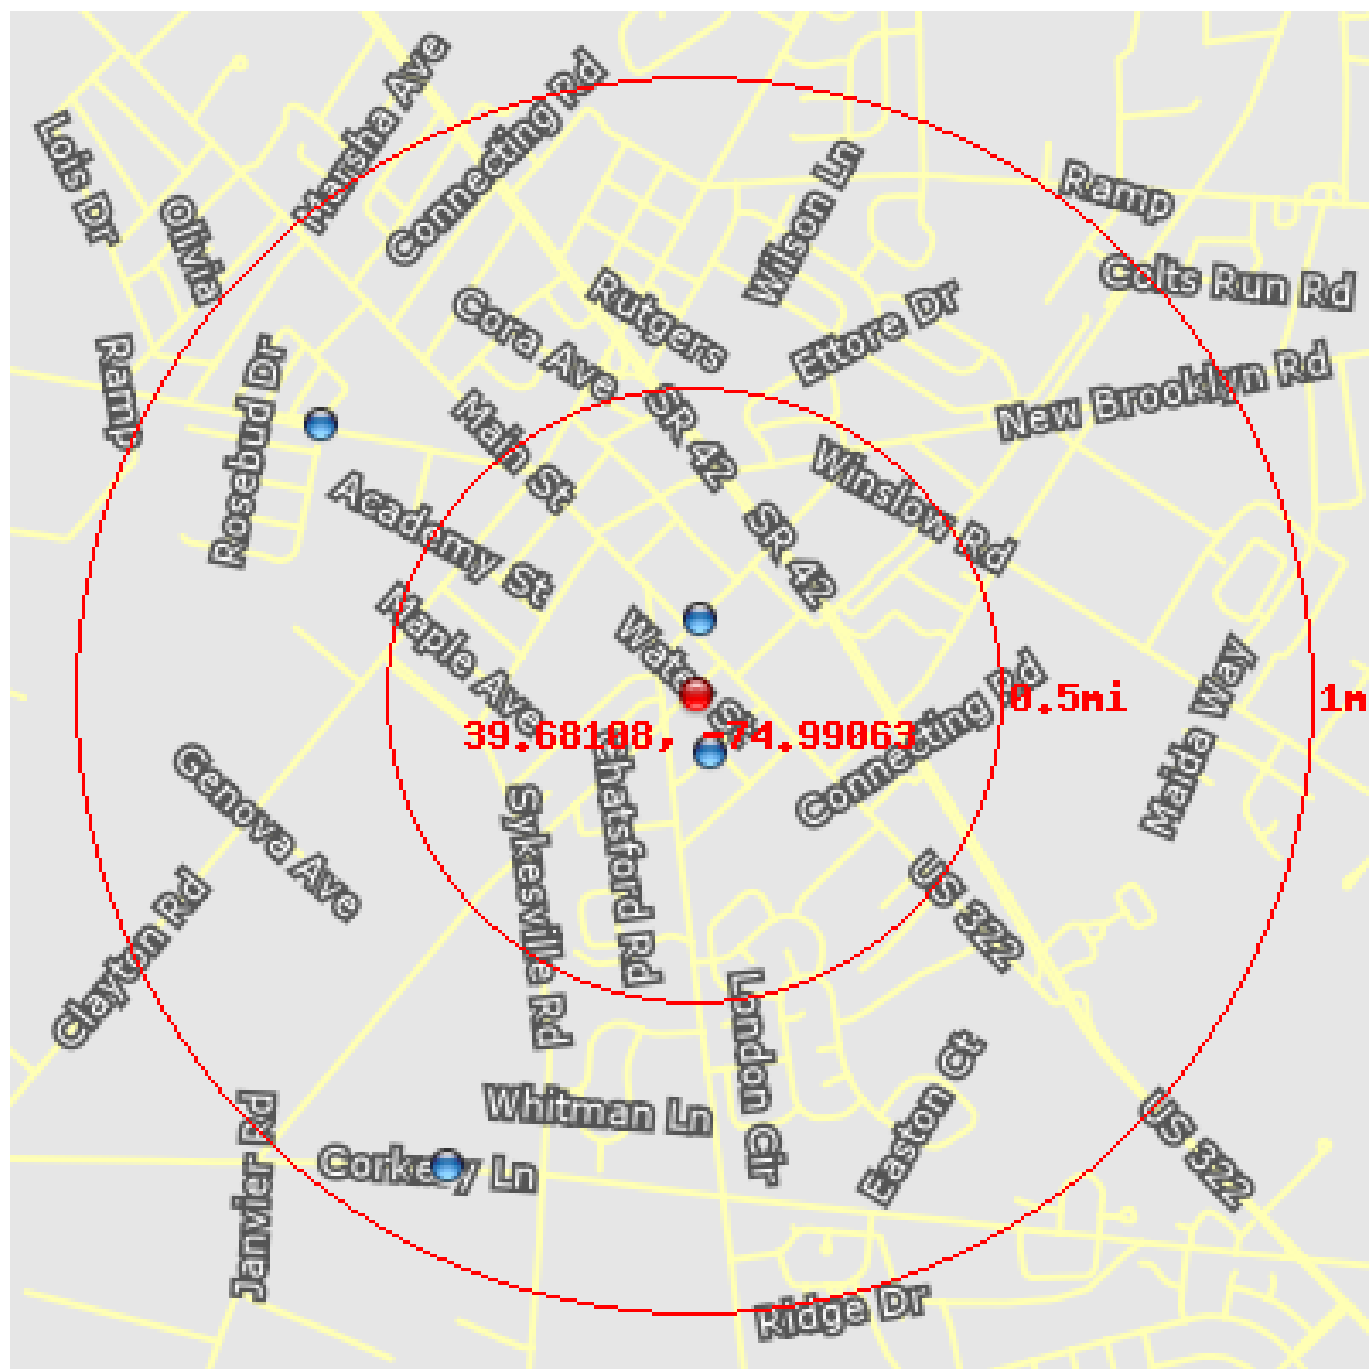 Marsha Ave
Connecting Rd
Lois Dr
Olivia
Wilson Ln
Ramp
Colts Run Rd
Rutgers
Cora Ave
Ettore Dr
Ramp
Rosebud Dr
New Brooklyn Rd
Main St
SR 42
Winslow Rd
Academy St
SR 42
Maple Ave
Water St
Connecting Rd
0.5mi
1m
39.68108, -74.99063
Maida Way
Genova Ave
Sykesville Rd
Chatsford Rd
Clayton Rd
US 322
London Cir
Easton Ct
Whitman Ln
Janvier Rd
Corkery Ln
US 322
Ridge Dr